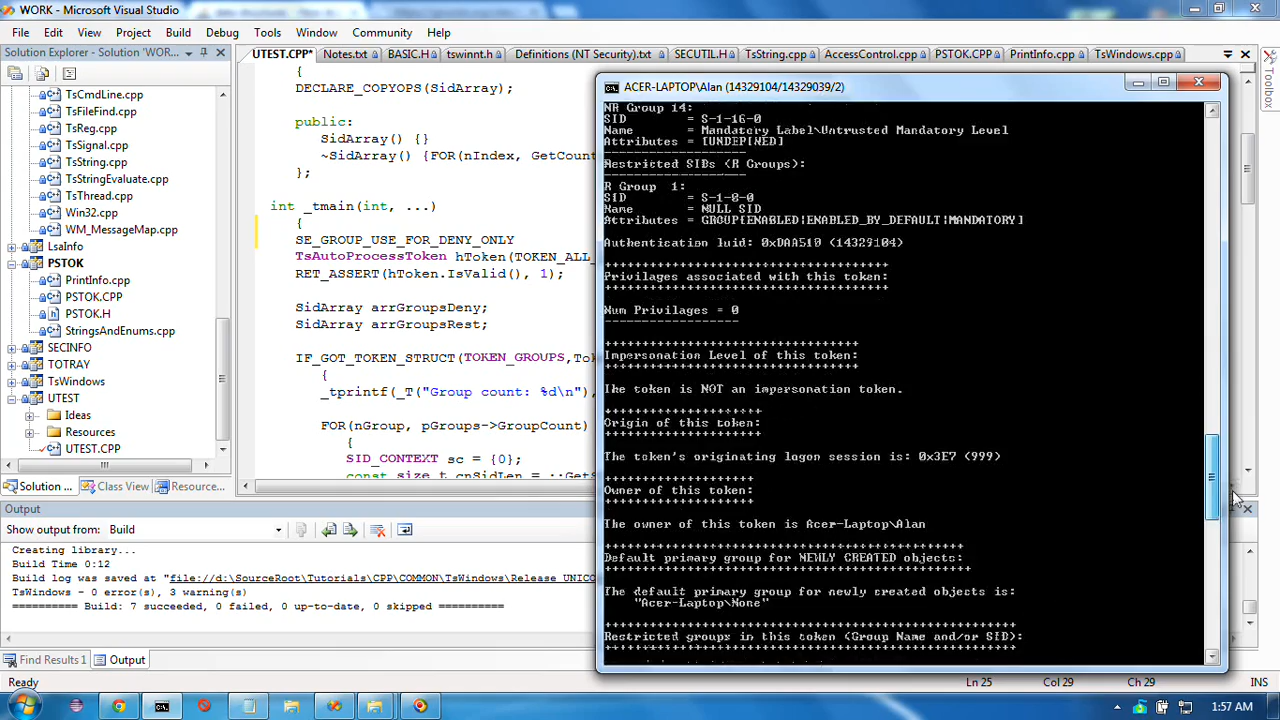 WORK - Microsoft Visual Studio
File Edit View Project Build Debug Tools Window Community Help
Solution Explorer - Solution 'WOR...
TsCmdLine.cpp
TsFileFind.cpp
TsReg.cpp
TsSignal.cpp
TsString.cpp
TsStringEvaluate.cpp
TsThread.cpp
Win32.cpp
WM_MessageMap.cpp
LsaInfo
PSTOK
PrintInfo.cpp
PSTOK.CPP
PSTOK.H
StringsAndEnums.cpp
SECINFO
TOTRAY
TsWindows
UTEST
Ideas
Resources
UTEST.CPP
Solution ... Class View Resource...
UTEST.CPP* Notes.txt BASIC.H tswinnt.h Definitions (NT Security).txt SECUTIL.H TsString.cpp AccessControl.cpp PSTOK.CPP PrintInfo.cpp TsWindows.cpp
Toolbox
{
DECLARE_COPYOPS(SidArray);
public:
SidArray() {}
~SidArray() {FOR(nIndex, GetCount
};
int _tmain(int, ...)
{
SE_GROUP_USE_FOR_DENY_ONLY
TsAutoProcessToken hToken(TOKEN_ALL_
RET_ASSERT(hToken.IsValid(), 1);
SidArray arrGroupsDeny;
SidArray arrGroupsRest;
IF_GOT_TOKEN_STRUCT(TOKEN_GROUPS,Tok
{
_tprintf(_T("Group count: %d\n"),
FOR(nGroup, pGroups->GroupCount)
{
SID_CONTEXT sc = {0};
const size_t cnSidLen = ::GetS
ACER-LAPTOP\Alan (14329104/14329039/2)
NR Group 14:
SID = S-1-16-0
Name = Mandatory Label\Untrusted Mandatory Level
Attributes = [UNDEFINED]
--------------------
Restricted SIDs (R Groups):
--------------------
R Group 1:
SID = S-1-0-0
Name = NULL SID
Attributes = GROUP[ENABLED|ENABLED_BY_DEFAULT|MANDATORY]
Authentication luid: 0xDAA510 (14329104)
++++++++++++++++++++++++++++++++++++++
Privilages associated with this token:
++++++++++++++++++++++++++++++++++++++
Num Privilages = 0
------------------
++++++++++++++++++++++++++++++++++
Impersonation Level of this token:
++++++++++++++++++++++++++++++++++
The token is NOT an impersonation token.
+++++++++++++++++++++
Origin of this token:
+++++++++++++++++++++
The token's originating logon session is: 0x3E7 (999)
++++++++++++++++++++
Owner of this token:
++++++++++++++++++++
The owner of this token is Acer-Laptop\Alan
++++++++++++++++++++++++++++++++++++++++++++++++
Default primary group for NEWLY CREATED objects:
+++++++++++++++++++++++++++++++++++++++++++++++++
The default primary group for newly created objects is:
"Acer-Laptop\None"
+++++++++++++++++++++++++++++++++++++++++++++++++++++++
Restricted groups in this token (Group Name and/or SID):
+++++++++++++++++++++++++++++++++++++++++++++++++++++++
Output
Show output from: Build
Creating library...
Build Time 0:12
Build log was saved at "file://d:\SourceRoot\Tutorials\CPP\COMMON\TsWindows\Release_UNICO
TsWindows - 0 error(s), 3 warning(s)
========== Build: 7 succeeded, 0 failed, 0 up-to-date, 0 skipped ==========
Find Results 1 Output
Ready Ln 25 Col 29 Ch 29 INS
1:57 AM